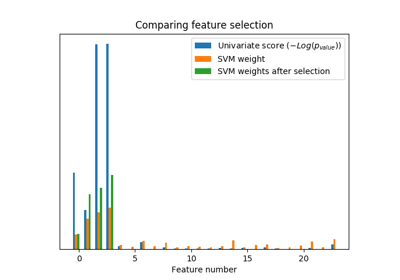 Comparing feature selection
Univariate score (−Log(p_value))
SVM weight
SVM weights after selection
0 5 10 15 20
Feature number